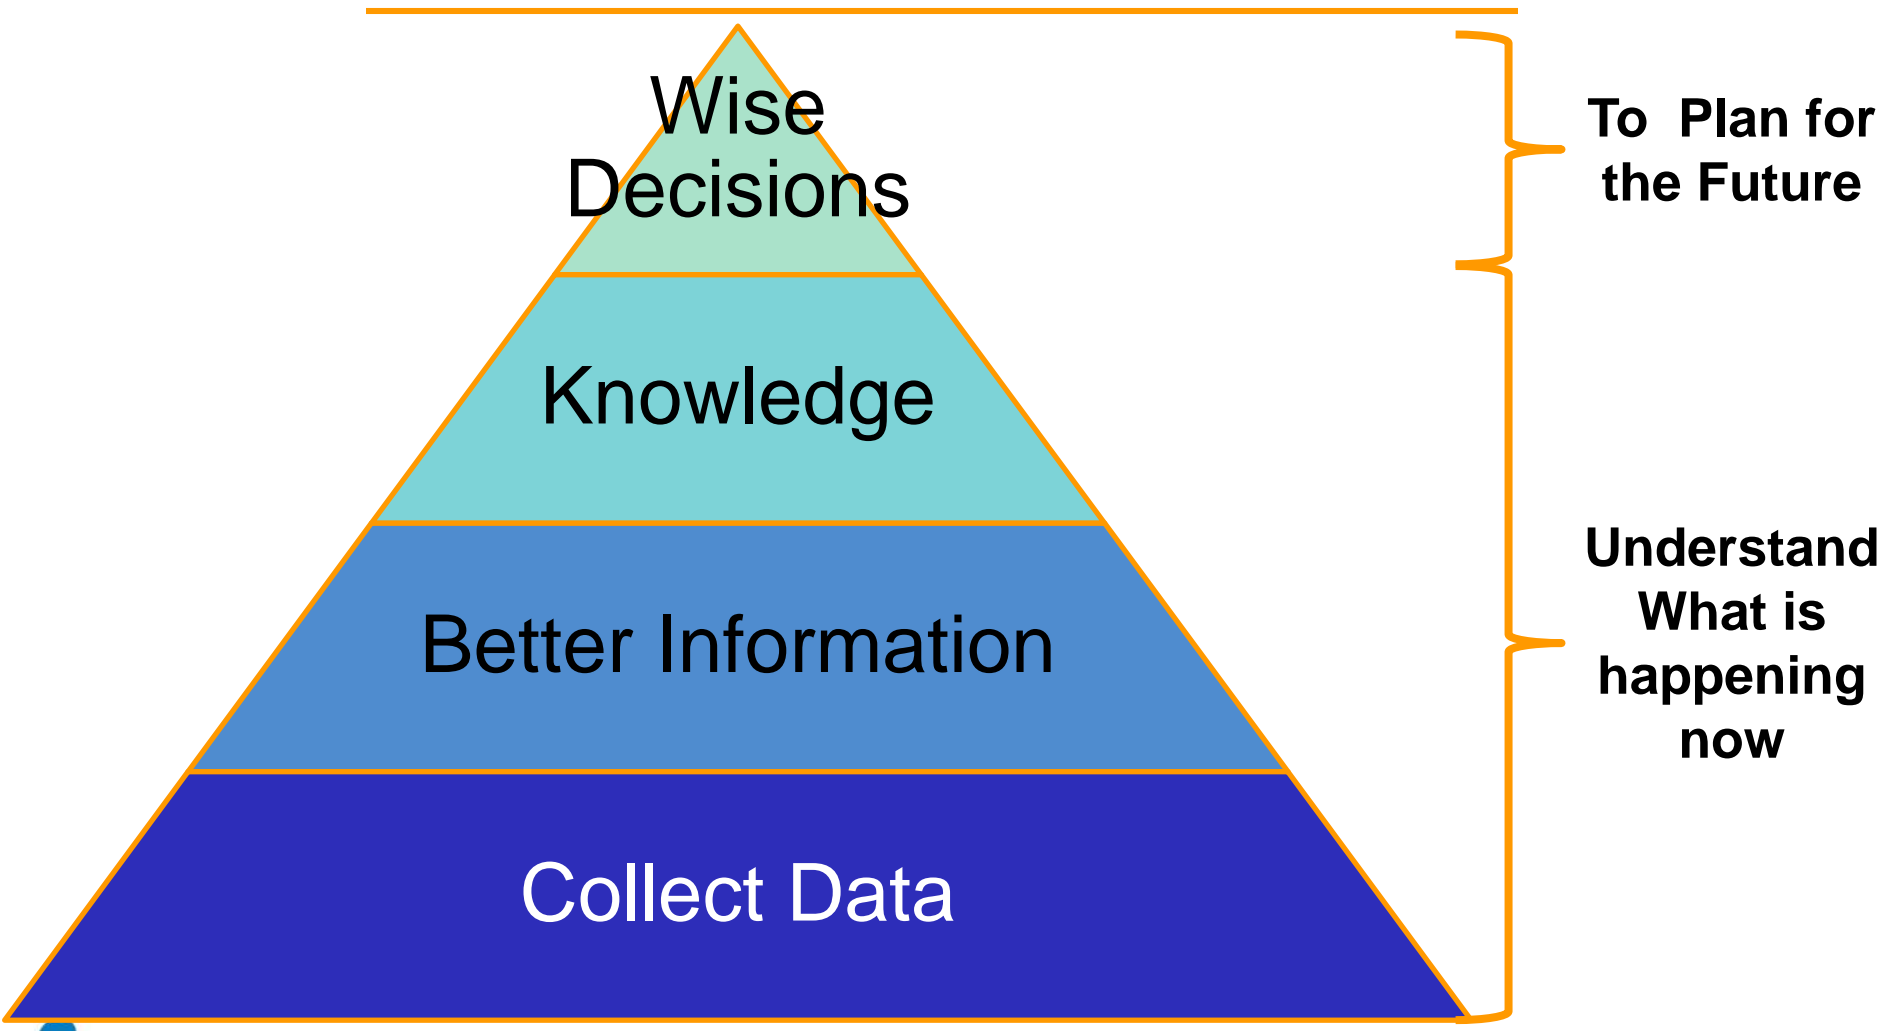 Wise
Decisions
To  Plan for
the Future
Knowledge
Better Information
Understand
What is
happening
now
Collect Data